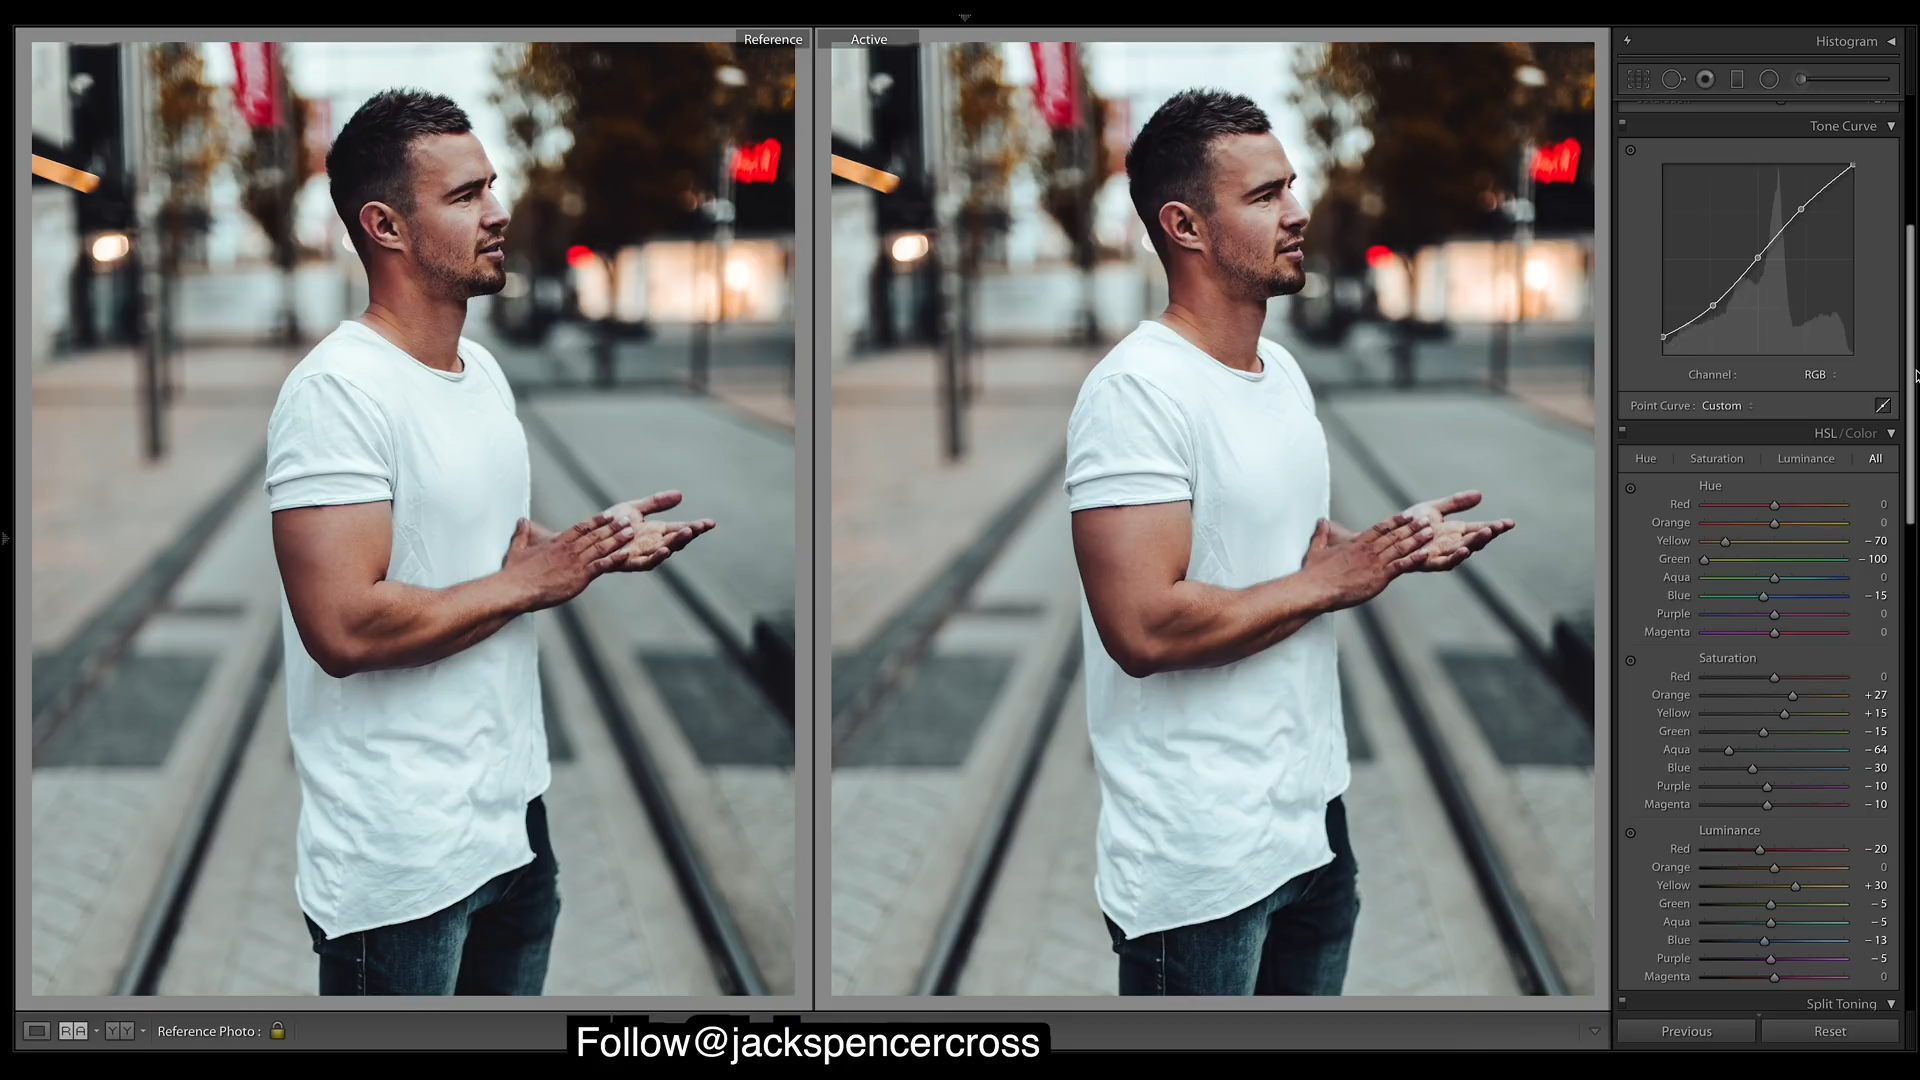 Reference
Active
Histogram
Tone Curve
Channel :
RGB
Point Curve : Custom
HSL / Color
Hue
Saturation
Luminance
All
Hue
Red 0
Orange 0
Yellow – 70
Green – 100
Aqua 0
Blue – 15
Purple 0
Magenta 0
Saturation
Red 0
Orange + 27
Yellow + 15
Green – 15
Aqua – 64
Blue – 30
Purple – 10
Magenta – 10
Luminance
Red – 20
Orange 0
Yellow + 30
Green – 5
Aqua – 5
Blue – 13
Purple – 5
Magenta 0
Split Toning
Previous
Reset
R A
Y Y
Reference Photo :
Follow@jackspencercross